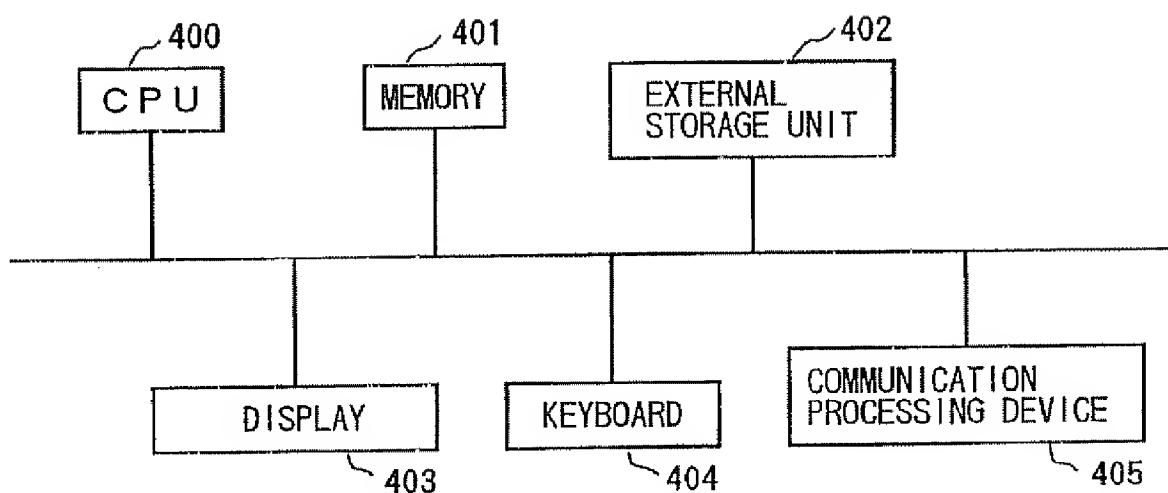 400
401
402
CPU
MEMORY
EXTERNAL
STORAGE UNIT
DISPLAY
KEYBOARD
COMMUNICATION
PROCESSING DEVICE
403
404
405